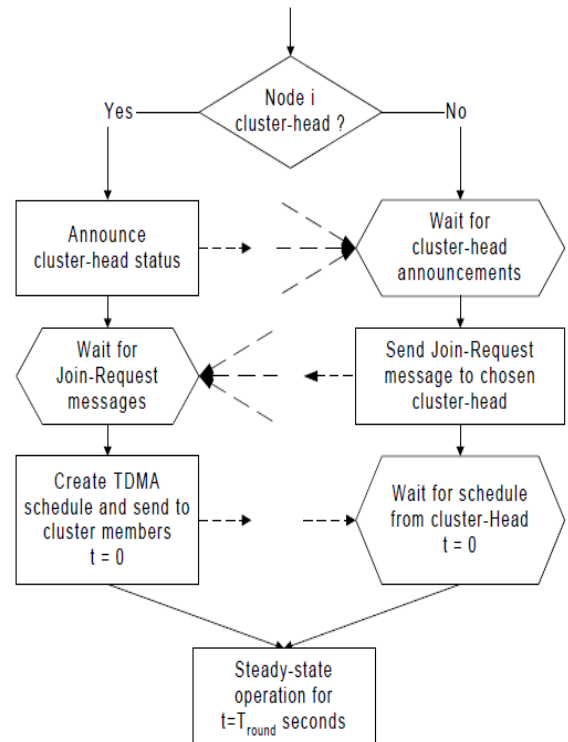 Node i
cluster-head ?
Yes
No
Announce
cluster-head status
Wait for
cluster-head
announcements
Wait for
Join-Request
messages
Send Join-Request
message to chosen
cluster-head
Create TDMA
schedule and send to
cluster members
t = 0
Wait for schedule
from cluster-Head
t = 0
Steady-state
operation for
t=Tround seconds